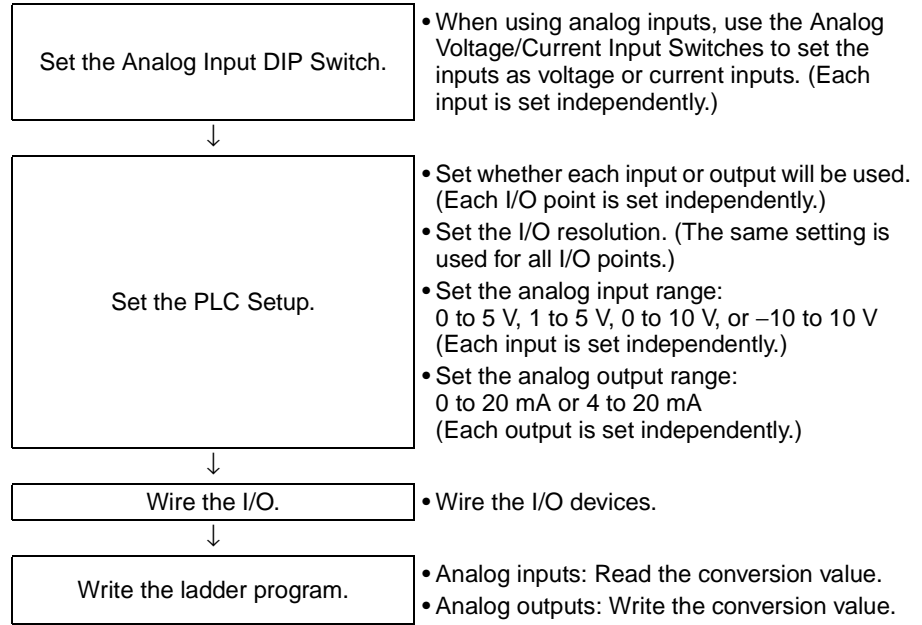 Set the Analog Input DIP Switch.
• When using analog inputs, use the Analog
Voltage/Current Input Switches to set the
inputs as voltage or current inputs. (Each
input is set independently.)
↓
Set the PLC Setup.
• Set whether each input or output will be used.
(Each I/O point is set independently.)
• Set the I/O resolution. (The same setting is
used for all I/O points.)
• Set the analog input range:
0 to 5 V, 1 to 5 V, 0 to 10 V, or −10 to 10 V
(Each input is set independently.)
• Set the analog output range:
0 to 20 mA or 4 to 20 mA
(Each output is set independently.)
↓
Wire the I/O.
• Wire the I/O devices.
↓
Write the ladder program.
• Analog inputs: Read the conversion value.
• Analog outputs: Write the conversion value.